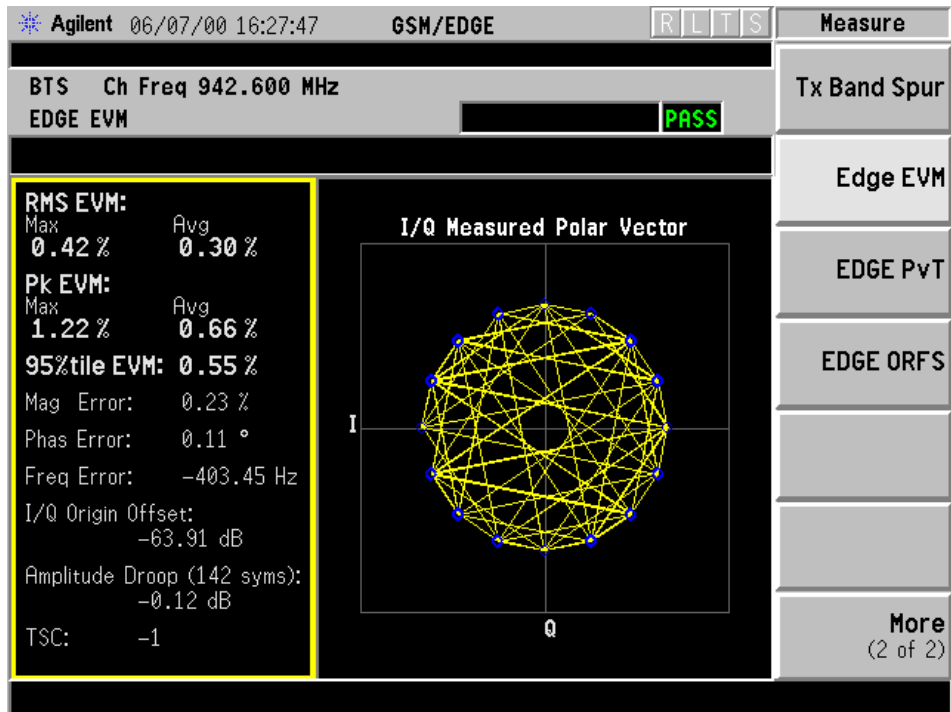 Agilent 06/07/00 16:27:47 GSM/EDGE R L T S Measure
BTS Ch Freq 942.600 MHz
EDGE EVM
PASS
Tx Band Spur
Edge EVM
EDGE PvT
EDGE ORFS
More
(2 of 2)
RMS EVM:
Max Avg
0.42 % 0.30 %
Pk EVM:
Max Avg
1.22 % 0.66 %
95%tile EVM: 0.55 %
Mag Error: 0.23 %
Phas Error: 0.11 °
Freq Error: -403.45 Hz
I/Q Origin Offset:
-63.91 dB
Amplitude Droop (142 syms):
-0.12 dB
TSC: -1
I/Q Measured Polar Vector
I
Q